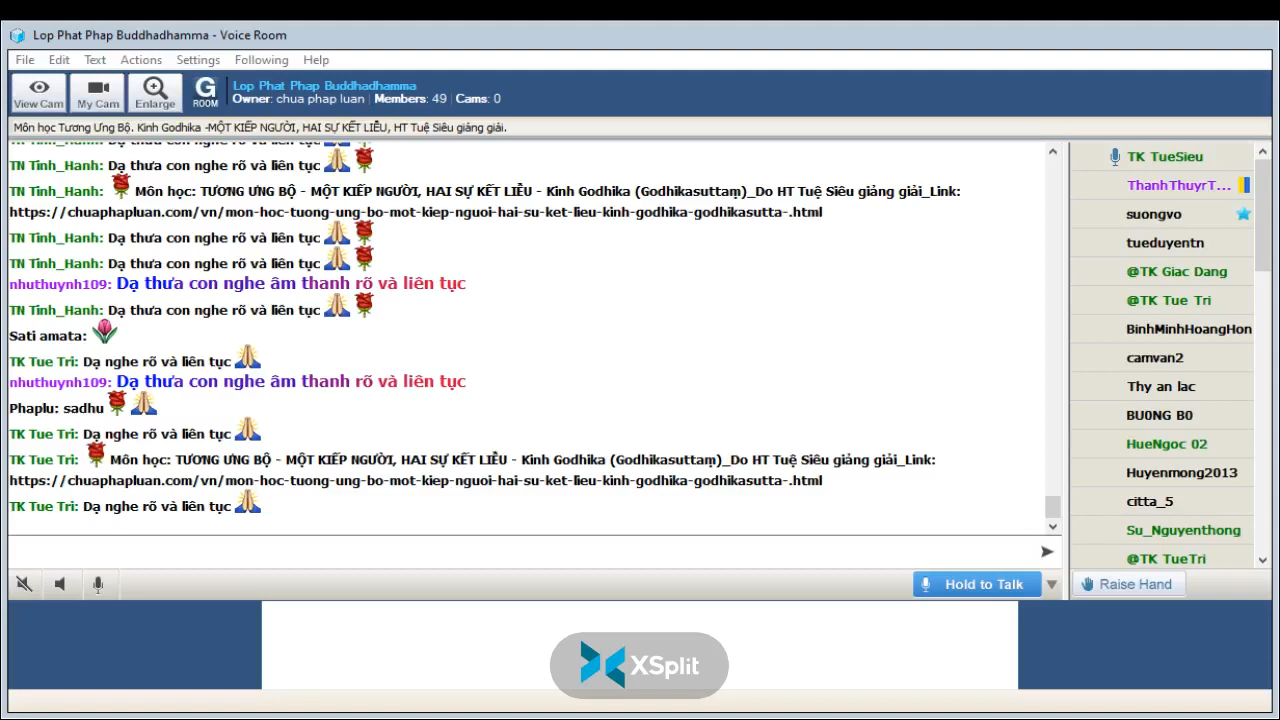 Lop Phat Phap Buddhadhamma - Voice Room
File Edit Text Actions Settings Following Help
View Cam My Cam Enlarge G ROOM
Lop Phat Phap Buddhadhamma
Owner: chua phap luan | Members: 49 | Cams: 0
Môn học Tương Ưng Bộ. Kinh Godhika -MỘT KIẾP NGƯỜI, HAI SỰ KẾT LIỄU, HT Tuệ Siêu giảng giải.
TN Tinh_Hanh: Dạ thưa con nghe rõ và liên tục
TN Tinh_Hanh: Môn học: TƯƠNG ƯNG BỘ - MỘT KIẾP NGƯỜI, HAI SỰ KẾT LIỄU - Kinh Godhika (Godhikasuttaṃ)_Do HT Tuệ Siêu giảng giải_Link:
https://chuaphapluan.com/vn/mon-hoc-tuong-ung-bo-mot-kiep-nguoi-hai-su-ket-lieu-kinh-godhika-godhikasutta-.html
TN Tinh_Hanh: Dạ thưa con nghe rõ và liên tục
TN Tinh_Hanh: Dạ thưa con nghe rõ và liên tục
nhuthuynh109: Dạ thưa con nghe âm thanh rõ và liên tục
TN Tinh_Hanh: Dạ thưa con nghe rõ và liên tục
Sati amata:
TK Tue Tri: Dạ nghe rõ và liên tục
nhuthuynh109: Dạ thưa con nghe âm thanh rõ và liên tục
Phaplu: sadhu
TK Tue Tri: Dạ nghe rõ và liên tục
TK Tue Tri: Môn học: TƯƠNG ƯNG BỘ - MỘT KIẾP NGƯỜI, HAI SỰ KẾT LIỄU - Kinh Godhika (Godhikasuttaṃ)_Do HT Tuệ Siêu giảng giải_Link:
https://chuaphapluan.com/vn/mon-hoc-tuong-ung-bo-mot-kiep-nguoi-hai-su-ket-lieu-kinh-godhika-godhikasutta-.html
TK Tue Tri: Dạ nghe rõ và liên tục
TK TueSieu
ThanhThuyrT...
suongvo
tueduyentn
@TK Giac Dang
@TK Tue Tri
BinhMinhHoangHon
camvan2
Thy an lac
BU0NG B0
HueNgoc 02
Huyenmong2013
citta_5
Su_Nguyenthong
@TK TueTri
Hold to Talk
Raise Hand
XSplit